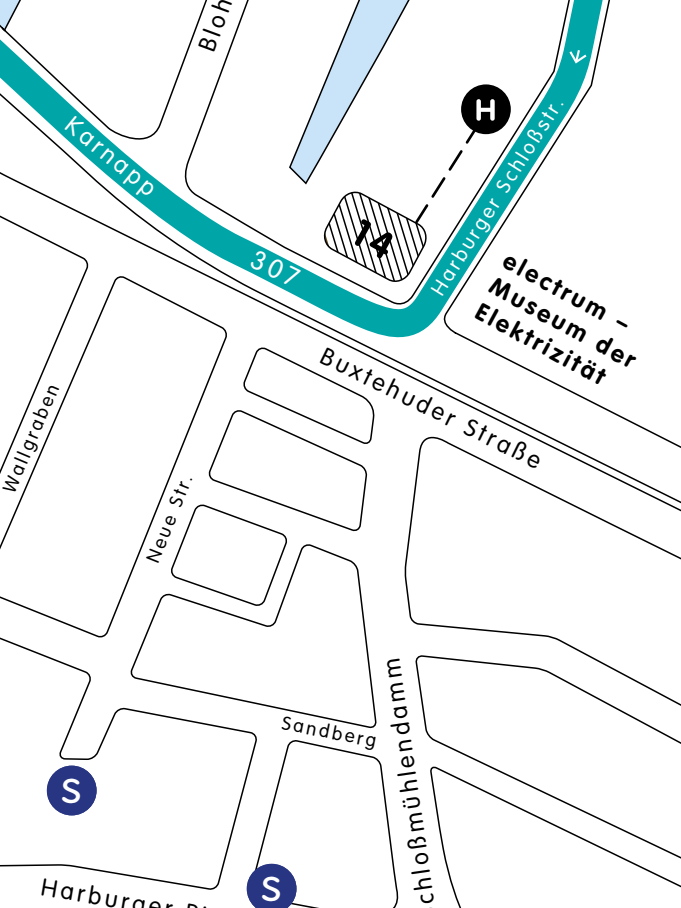 Bloh
H
Karnapp
Harburger Schloßstr.
14
307
electrum –
Museum der
Elektrizität
Buxtehuder Straße
Wallgraben
Neue Str.
chloßmühlendamm
Sandberg
S
S
Harburger